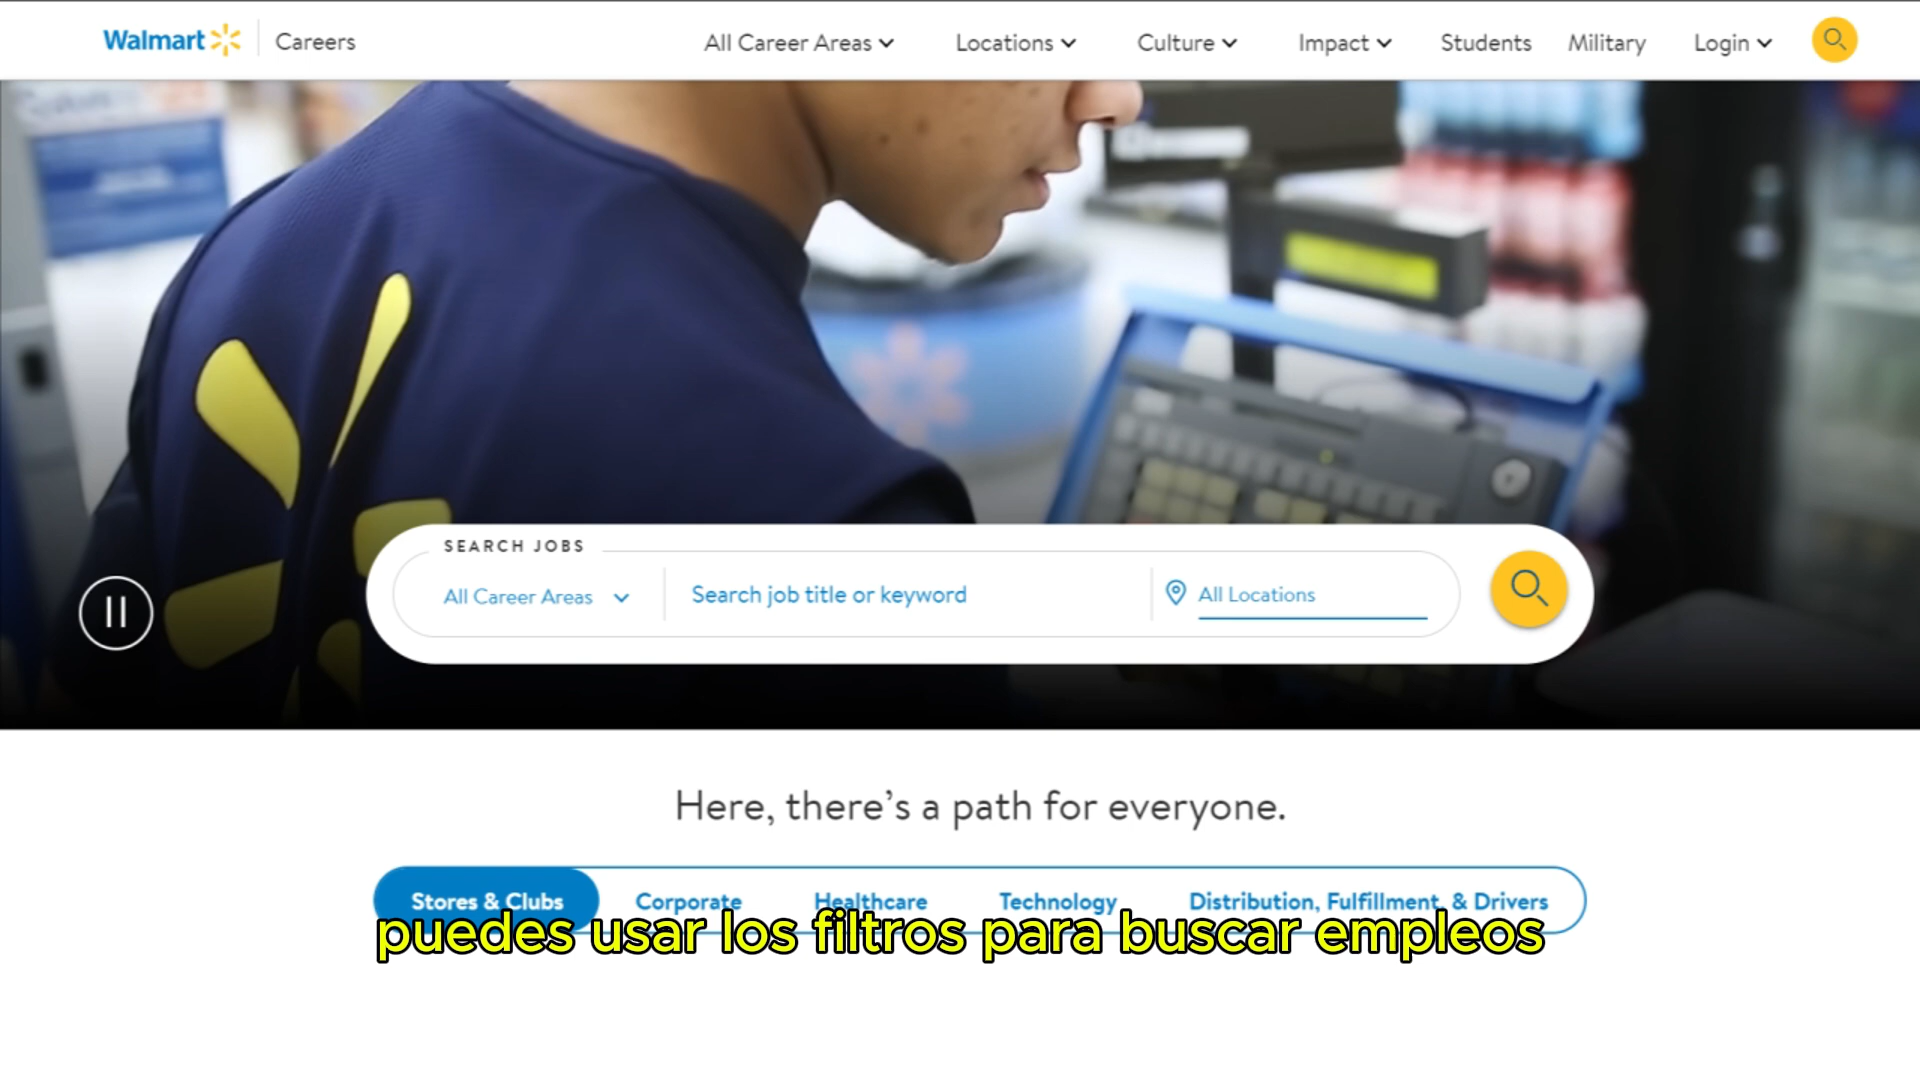 Walmart Careers All Career Areas Locations Culture Impact Students Military Login
SEARCH JOBS
All Career Areas Search job title or keyword All Locations
Here, there's a path for everyone.
Stores & Clubs Corporate Healthcare Technology Distribution, Fulfillment, & Drivers
puedes usar los filtros para buscar empleos